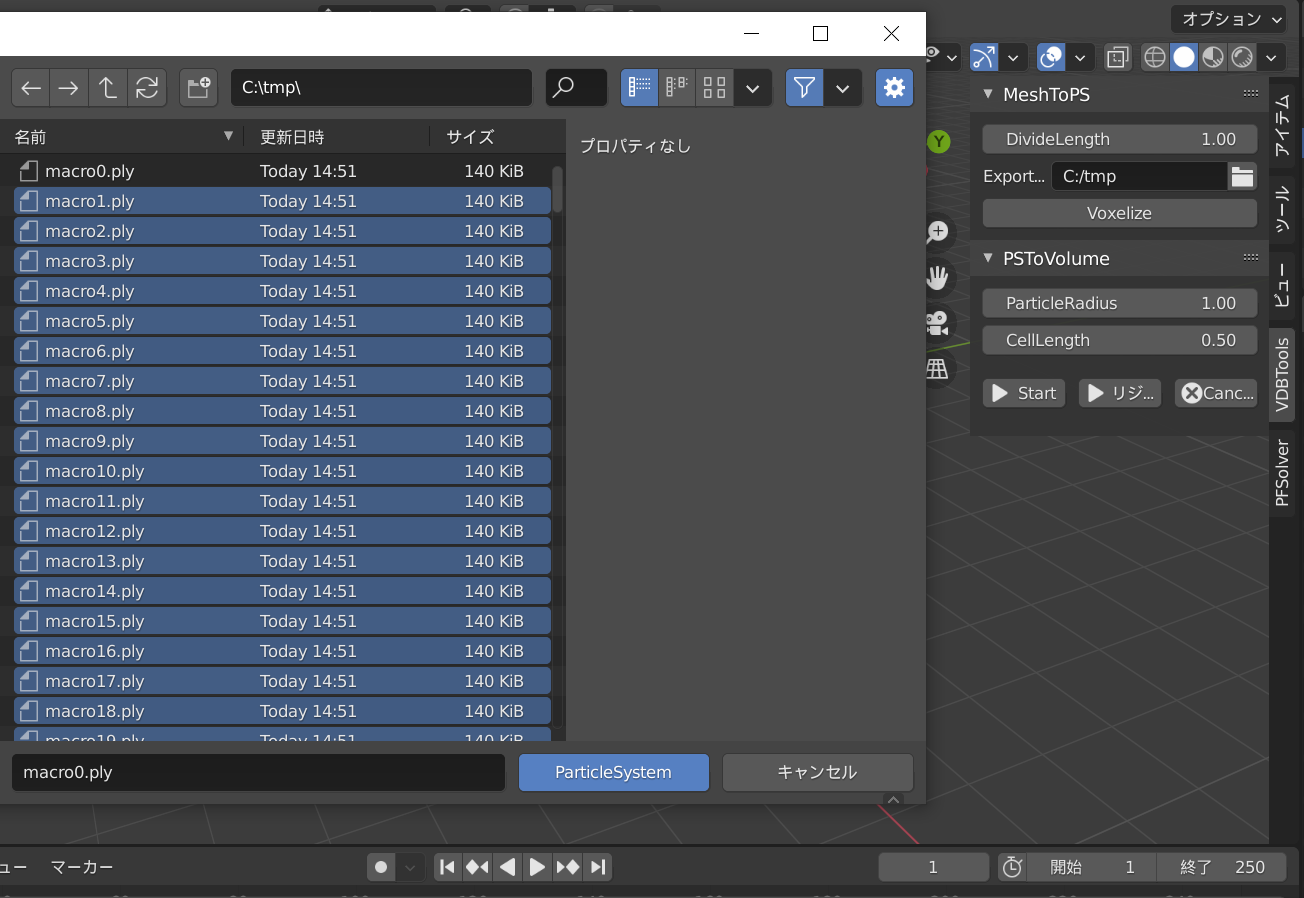 オプション
C:\tmp\
名前 更新日時 サイズ
プロパティなし
macro0.ply Today 14:51 140 KiB
macro1.ply Today 14:51 140 KiB
macro2.ply Today 14:51 140 KiB
macro3.ply Today 14:51 140 KiB
macro4.ply Today 14:51 140 KiB
macro5.ply Today 14:51 140 KiB
macro6.ply Today 14:51 140 KiB
macro7.ply Today 14:51 140 KiB
macro8.ply Today 14:51 140 KiB
macro9.ply Today 14:51 140 KiB
macro10.ply Today 14:51 140 KiB
macro11.ply Today 14:51 140 KiB
macro12.ply Today 14:51 140 KiB
macro13.ply Today 14:51 140 KiB
macro14.ply Today 14:51 140 KiB
macro15.ply Today 14:51 140 KiB
macro16.ply Today 14:51 140 KiB
macro17.ply Today 14:51 140 KiB
macro18.ply Today 14:51 140 KiB
macro19.ply Today 14:51 140 KiB
macro0.ply
ParticleSystem
キャンセル
Y
MeshToPS
DivideLength 1.00
Export... C:/tmp
Voxelize
PSToVolume
ParticleRadius 1.00
CellLength 0.50
Start
リジ...
Canc...
アイテム
ツール
ビュー
VDBTools
PFSolver
マーカー
1
開始 1
終了 250